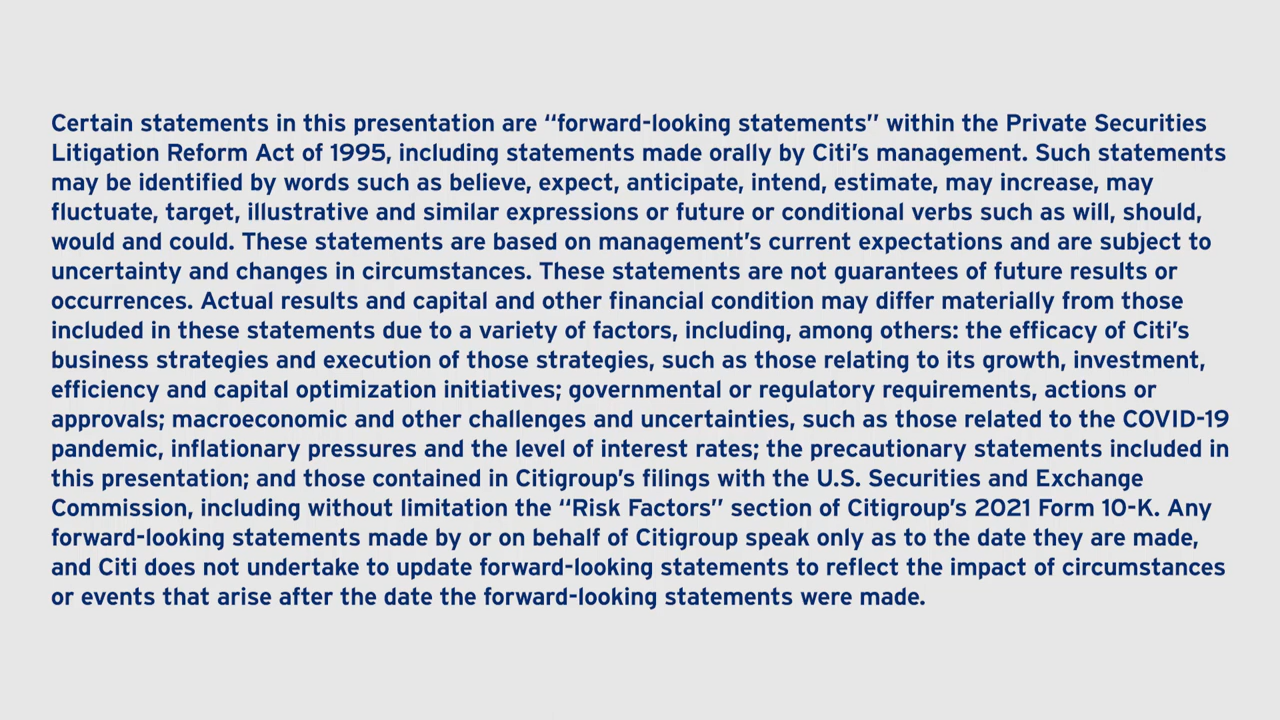 Certain statements in this presentation are “forward-looking statements” within the Private Securities
Litigation Reform Act of 1995, including statements made orally by Citi’s management. Such statements
may be identified by words such as believe, expect, anticipate, intend, estimate, may increase, may
fluctuate, target, illustrative and similar expressions or future or conditional verbs such as will, should,
would and could. These statements are based on management’s current expectations and are subject to
uncertainty and changes in circumstances. These statements are not guarantees of future results or
occurrences. Actual results and capital and other financial condition may differ materially from those
included in these statements due to a variety of factors, including, among others: the efficacy of Citi’s
business strategies and execution of those strategies, such as those relating to its growth, investment,
efficiency and capital optimization initiatives; governmental or regulatory requirements, actions or
approvals; macroeconomic and other challenges and uncertainties, such as those related to the COVID-19
pandemic, inflationary pressures and the level of interest rates; the precautionary statements included in
this presentation; and those contained in Citigroup’s filings with the U.S. Securities and Exchange
Commission, including without limitation the “Risk Factors” section of Citigroup’s 2021 Form 10-K. Any
forward-looking statements made by or on behalf of Citigroup speak only as to the date they are made,
and Citi does not undertake to update forward-looking statements to reflect the impact of circumstances
or events that arise after the date the forward-looking statements were made.